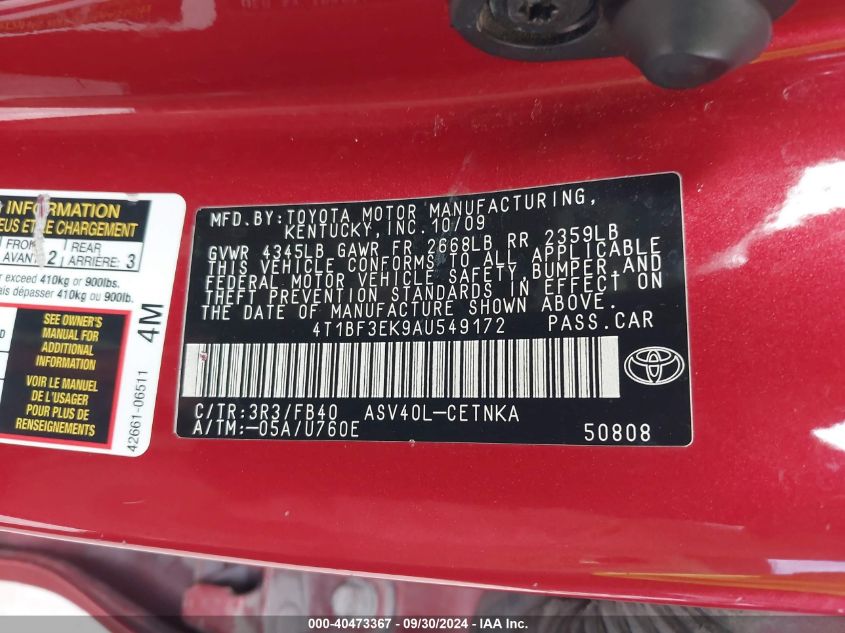 INFORMATION
EUS ET LE CHARGEMENT
FRONT
AVANT 2
REAR
ARRIÈRE: 3
r exceed 410kg or 900lbs.
ais dépasser 410kg ou 900lb.
SEE OWNER'S
MANUAL FOR
ADDITIONAL
INFORMATION
VOIR LE MANUEL
DE L'USAGER
POUR PLUS DE
RENSEIGNEMENTS
4M
42661-06511
MFD. BY: TOYOTA MOTOR MANUFACTURING,
KENTUCKY, INC. 10/09
GVWR 4345LB GAWR FR 2668LB RR 2359LB
THIS VEHICLE CONFORMS TO ALL APPLICABLE
FEDERAL MOTOR VEHICLE SAFETY, BUMPER, AND
THEFT PREVENTION STANDARDS IN EFFECT ON
THE DATE OF MANUFACTURE SHOWN ABOVE.
4T1BF3EK9AU549172 PASS.CAR
C/TR:3R3/FB40 ASV40L-CETNKA
A/TM:-05A/U760E 50808
000-40473367 - 09/30/2024 - IAANDC